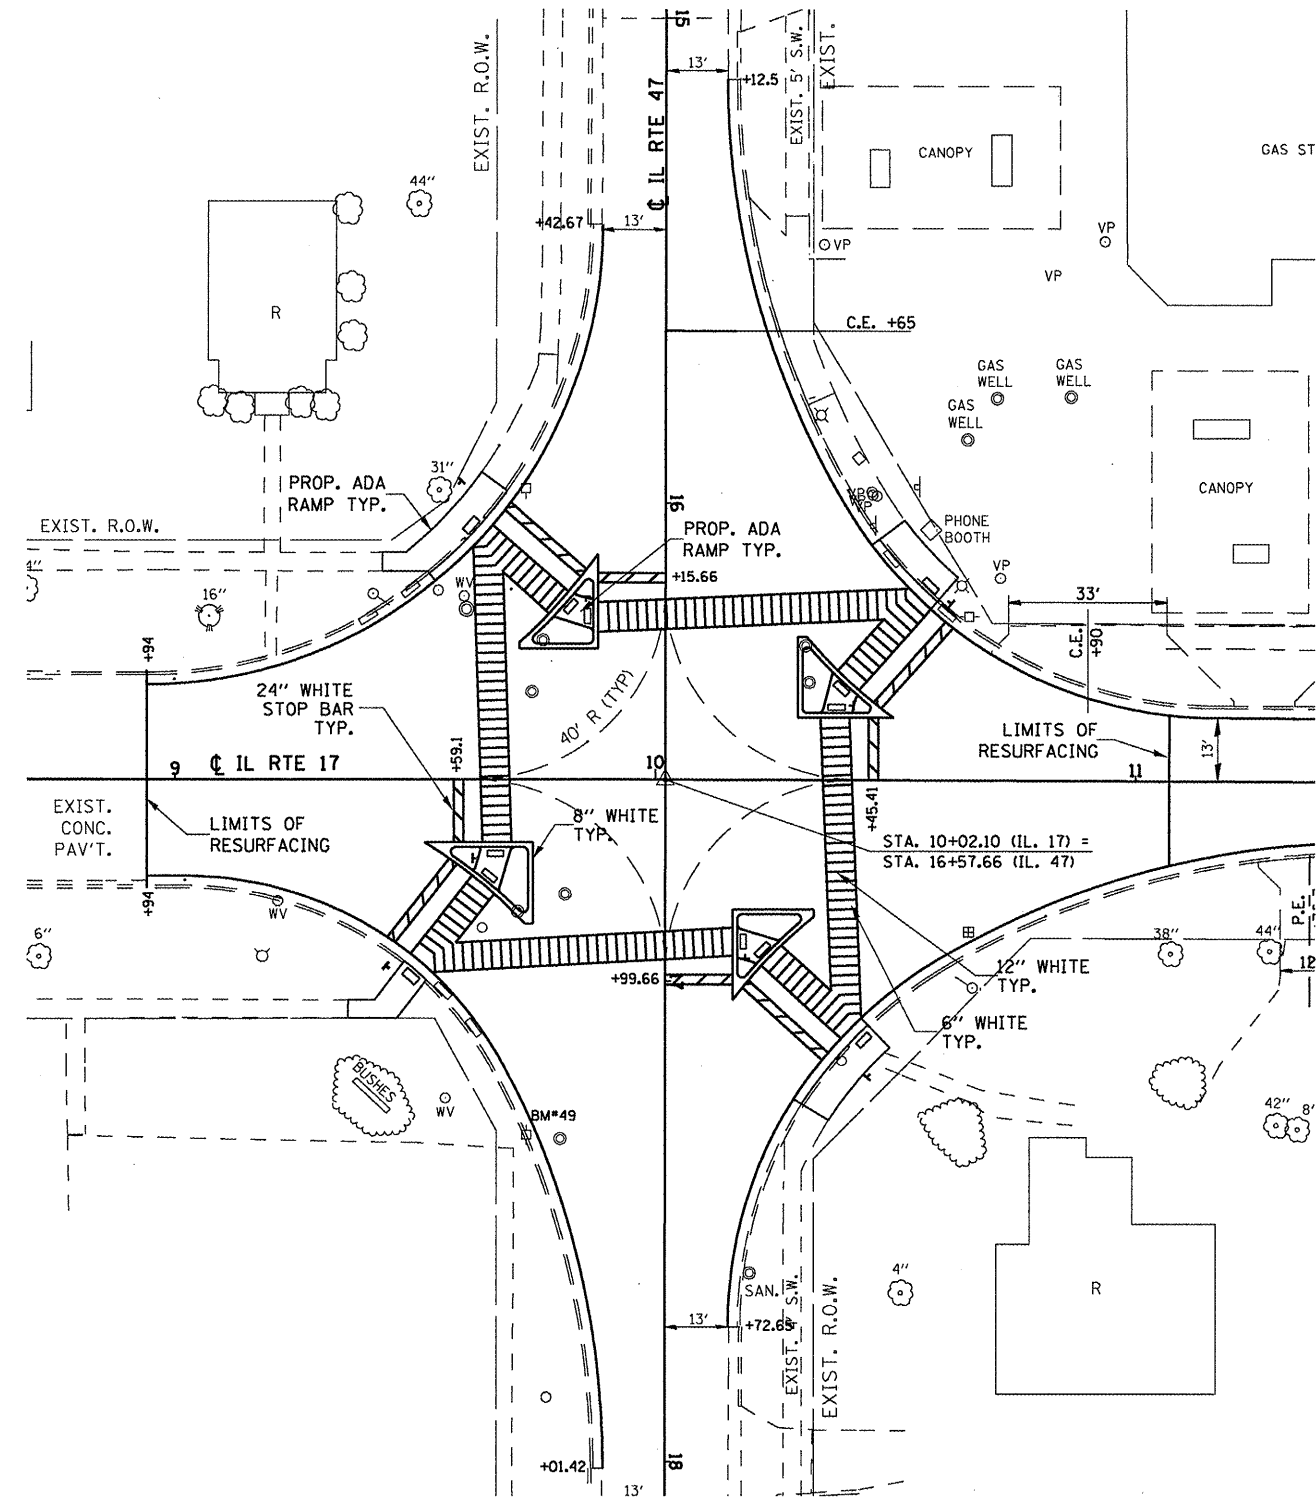 15
13'
+12.5
EXIST. R.O.W.
℄ IL RTE 47
EXIST. 5' S.W.
EXIST.
CANOPY
GAS ST
44"
+42.67
13'
VP
VP
VP
R
C.E. +65
GAS
WELL
GAS
WELL
GAS
WELL
31"
PROP. ADA
RAMP TYP.
16
CANOPY
EXIST. R.O.W.
PROP. ADA
RAMP TYP.
PHONE
BOOTH
4"
WV
+15.66
VP
16"
33'
C.E.
+90
+94
24" WHITE
STOP BAR
TYP.
40' R (TYP)
LIMITS OF
RESURFACING
13'
+59.1
9
℄ IL RTE 17
10
11
EXIST.
CONC.
PAV'T.
LIMITS OF
RESURFACING
8" WHITE
TYP.
+45.41
STA. 10+02.10 (IL. 17) =
STA. 16+57.66 (IL. 47)
+94
WV
P.E.
6"
38"
44"
+99.66
12" WHITE
TYP.
12
6" WHITE
TYP.
BUSHES
WV
BM#49
42"
8'
4"
SAN.
R
13'
+72.65
EXIST. 4' S.W.
EXIST. R.O.W.
+01.42
18
13'